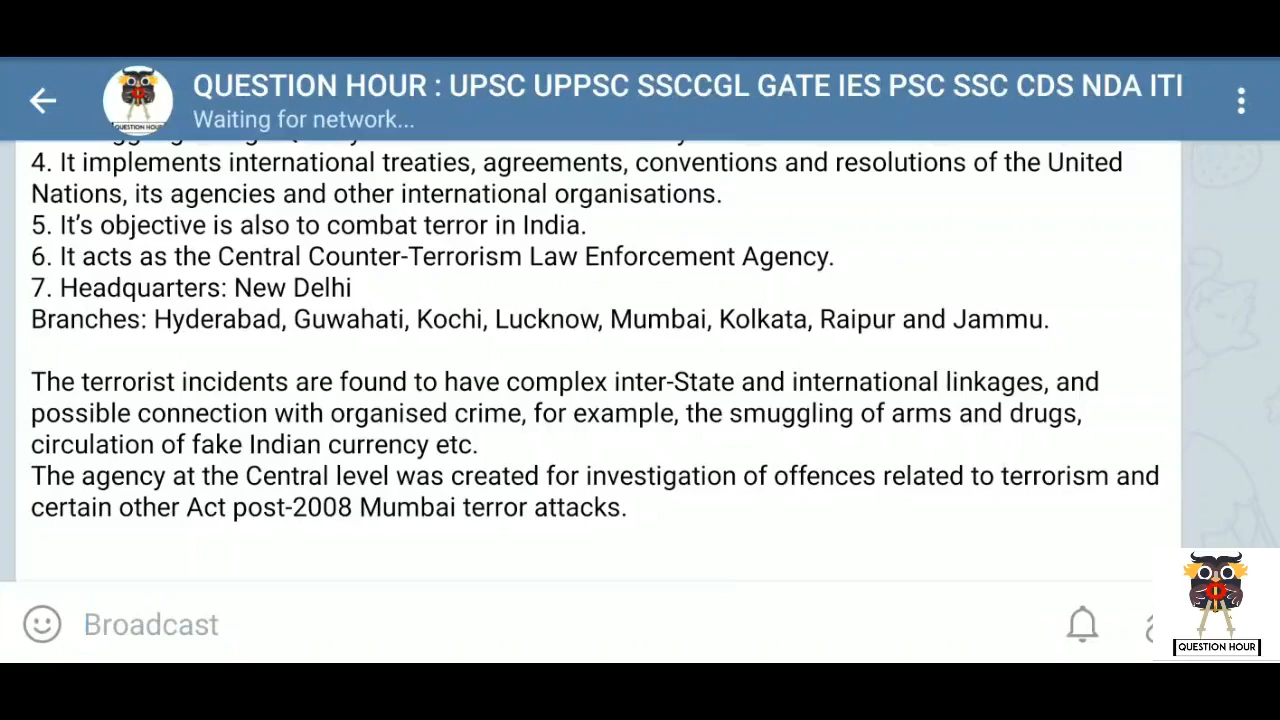 QUESTION HOUR : UPSC UPPSC SSCCGL GATE IES PSC SSC CDS NDA ITI
Waiting for network...
4. It implements international treaties, agreements, conventions and resolutions of the United
Nations, its agencies and other international organisations.
5. It’s objective is also to combat terror in India.
6. It acts as the Central Counter-Terrorism Law Enforcement Agency.
7. Headquarters: New Delhi
Branches: Hyderabad, Guwahati, Kochi, Lucknow, Mumbai, Kolkata, Raipur and Jammu.
The terrorist incidents are found to have complex inter-State and international linkages, and
possible connection with organised crime, for example, the smuggling of arms and drugs,
circulation of fake Indian currency etc.
The agency at the Central level was created for investigation of offences related to terrorism and
certain other Act post-2008 Mumbai terror attacks.
Broadcast
QUESTION HOUR